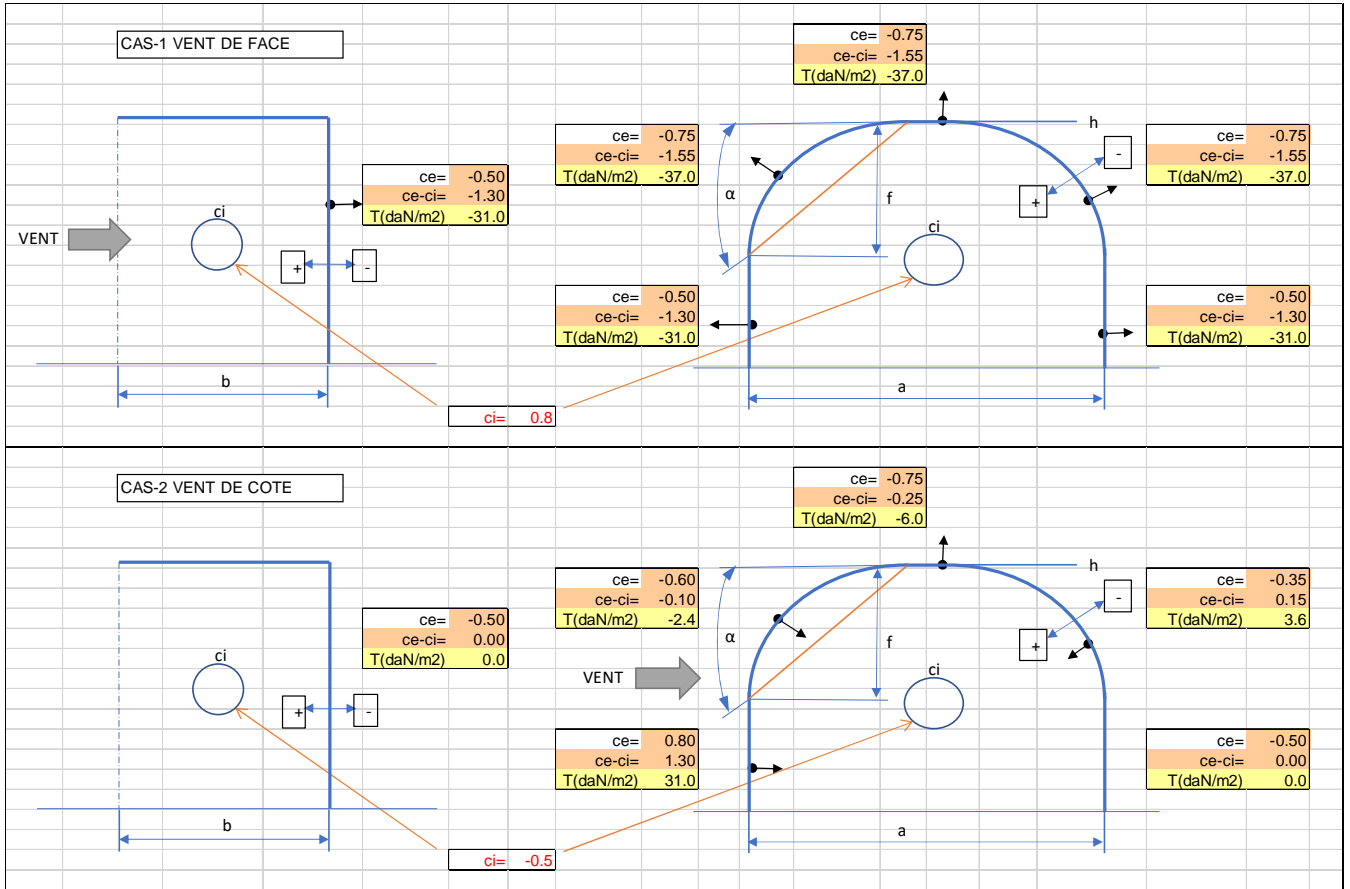 CAS-1 VENT DE FACE
ce= -0.75
ce-ci= -1.55
T(daN/m2) -37.0
h
ce= -0.75
ce-ci= -1.55
T(daN/m2) -37.0
-
ce= -0.75
ce-ci= -1.55
T(daN/m2) -37.0
ce= -0.50
ce-ci= -1.30
T(daN/m2) -31.0
α
f
+
ci
ci
VENT
+
-
ce= -0.50
ce-ci= -1.30
T(daN/m2) -31.0
ce= -0.50
ce-ci= -1.30
T(daN/m2) -31.0
b
a
ci= 0.8
CAS-2 VENT DE COTE
ce= -0.75
ce-ci= -0.25
T(daN/m2) -6.0
h
ce= -0.60
ce-ci= -0.10
T(daN/m2) -2.4
-
ce= -0.35
ce-ci= 0.15
T(daN/m2) 3.6
ce= -0.50
ce-ci= 0.00
T(daN/m2) 0.0
α
f
+
ci
ci
VENT
+
-
ce= 0.80
ce-ci= 1.30
T(daN/m2) 31.0
ce= -0.50
ce-ci= 0.00
T(daN/m2) 0.0
b
a
ci= -0.5